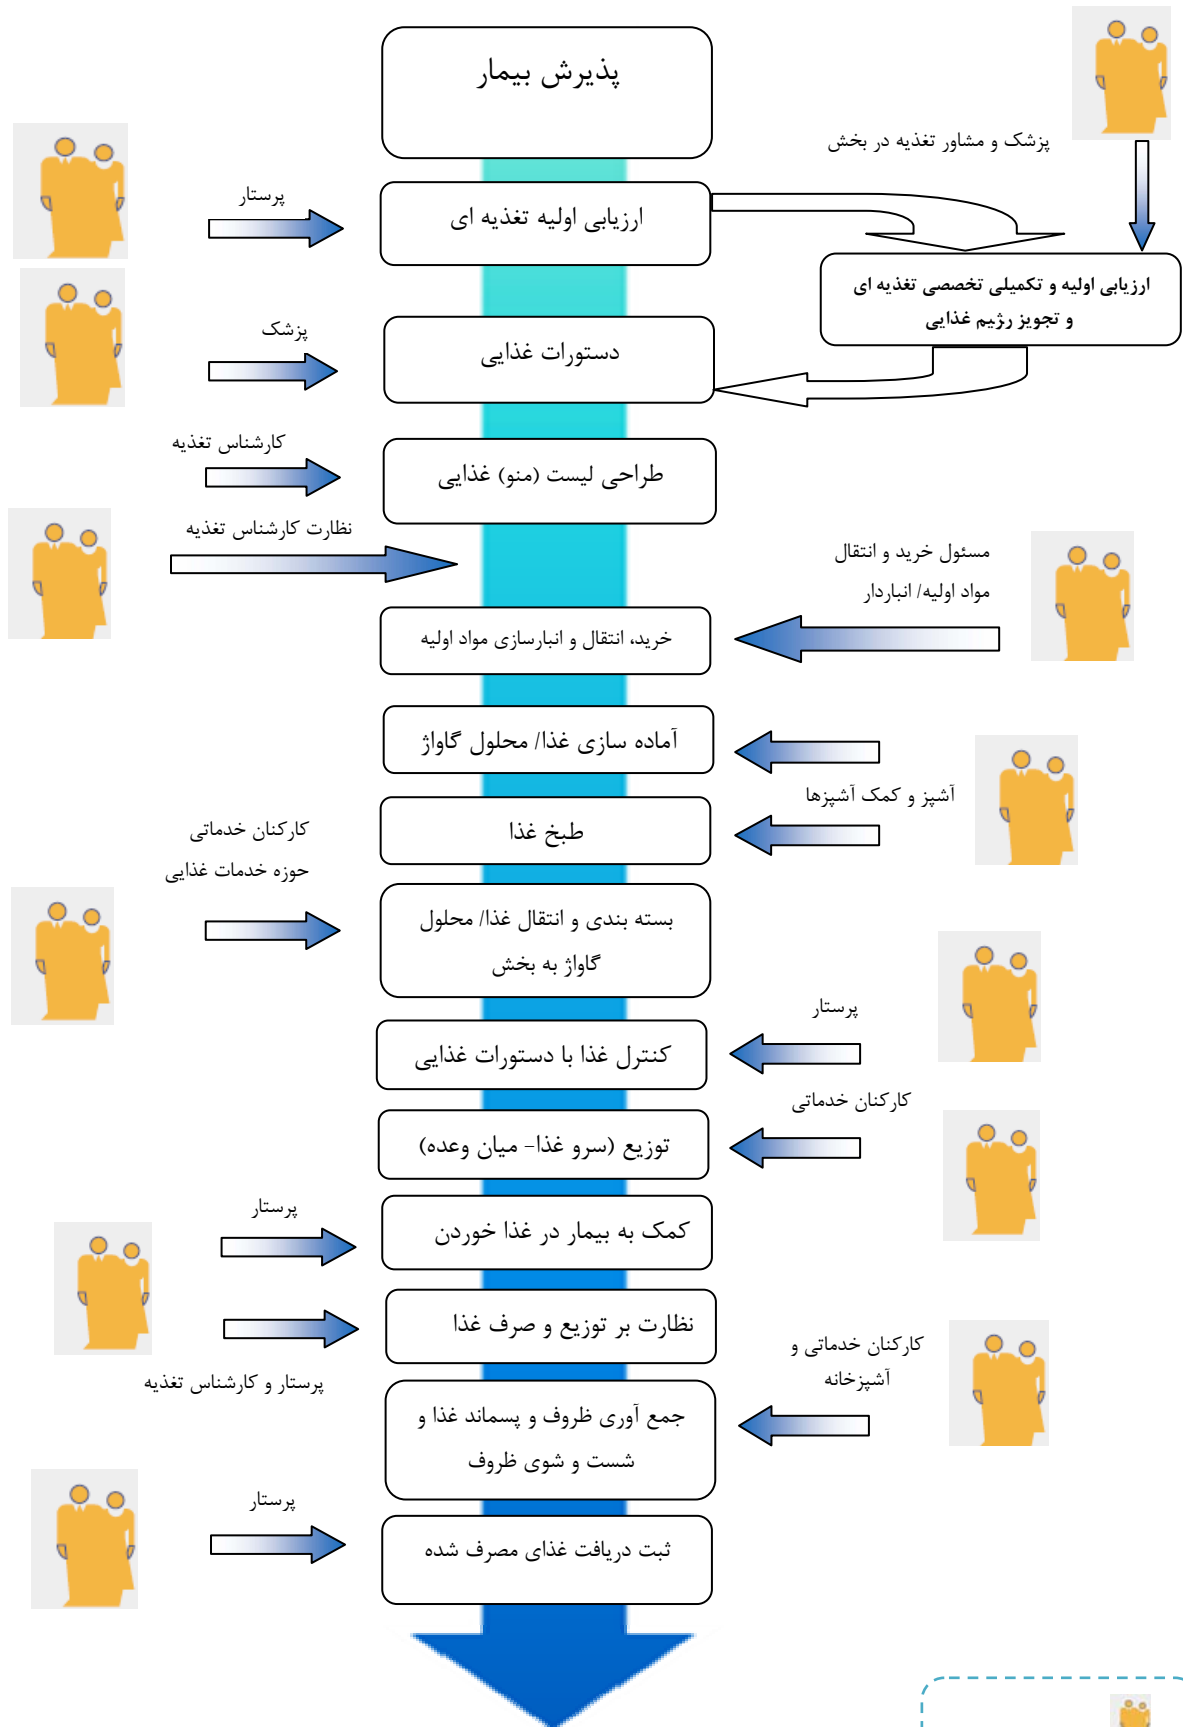 پذیرش بیمار
پزشک و مشاور تغذیه در بخش
پرستار
ارزیابی اولیه تغذیه ای
ارزیابی اولیه و تکمیلی تخصصی تغذیه ای
و تجویز رژیم غذایی
پزشک
دستورات غذایی
کارشناس تغذیه
طراحی لیست (منو) غذایی
نظارت کارشناس تغذیه
مسئول خرید و انتقال
مواد اولیه/ انباردار
خرید، انتقال و انبارسازی مواد اولیه
آماده سازی غذا/ محلول گاواژ
آشپز و کمک آشپزها
طبخ غذا
کارکنان خدماتی
حوزه خدمات غذایی
بسته بندی و انتقال غذا/ محلول
گاواژ به بخش
پرستار
کنترل غذا با دستورات غذایی
کارکنان خدماتی
توزیع (سرو غذا- میان وعده)
پرستار
کمک به بیمار در غذا خوردن
نظارت بر توزیع و صرف غذا
پرستار و کارشناس تغذیه
کارکنان خدماتی و
آشپزخانه
جمع آوری ظروف و پسماند غذا و
شست و شوی ظروف
پرستار
ثبت دریافت غذای مصرف شده